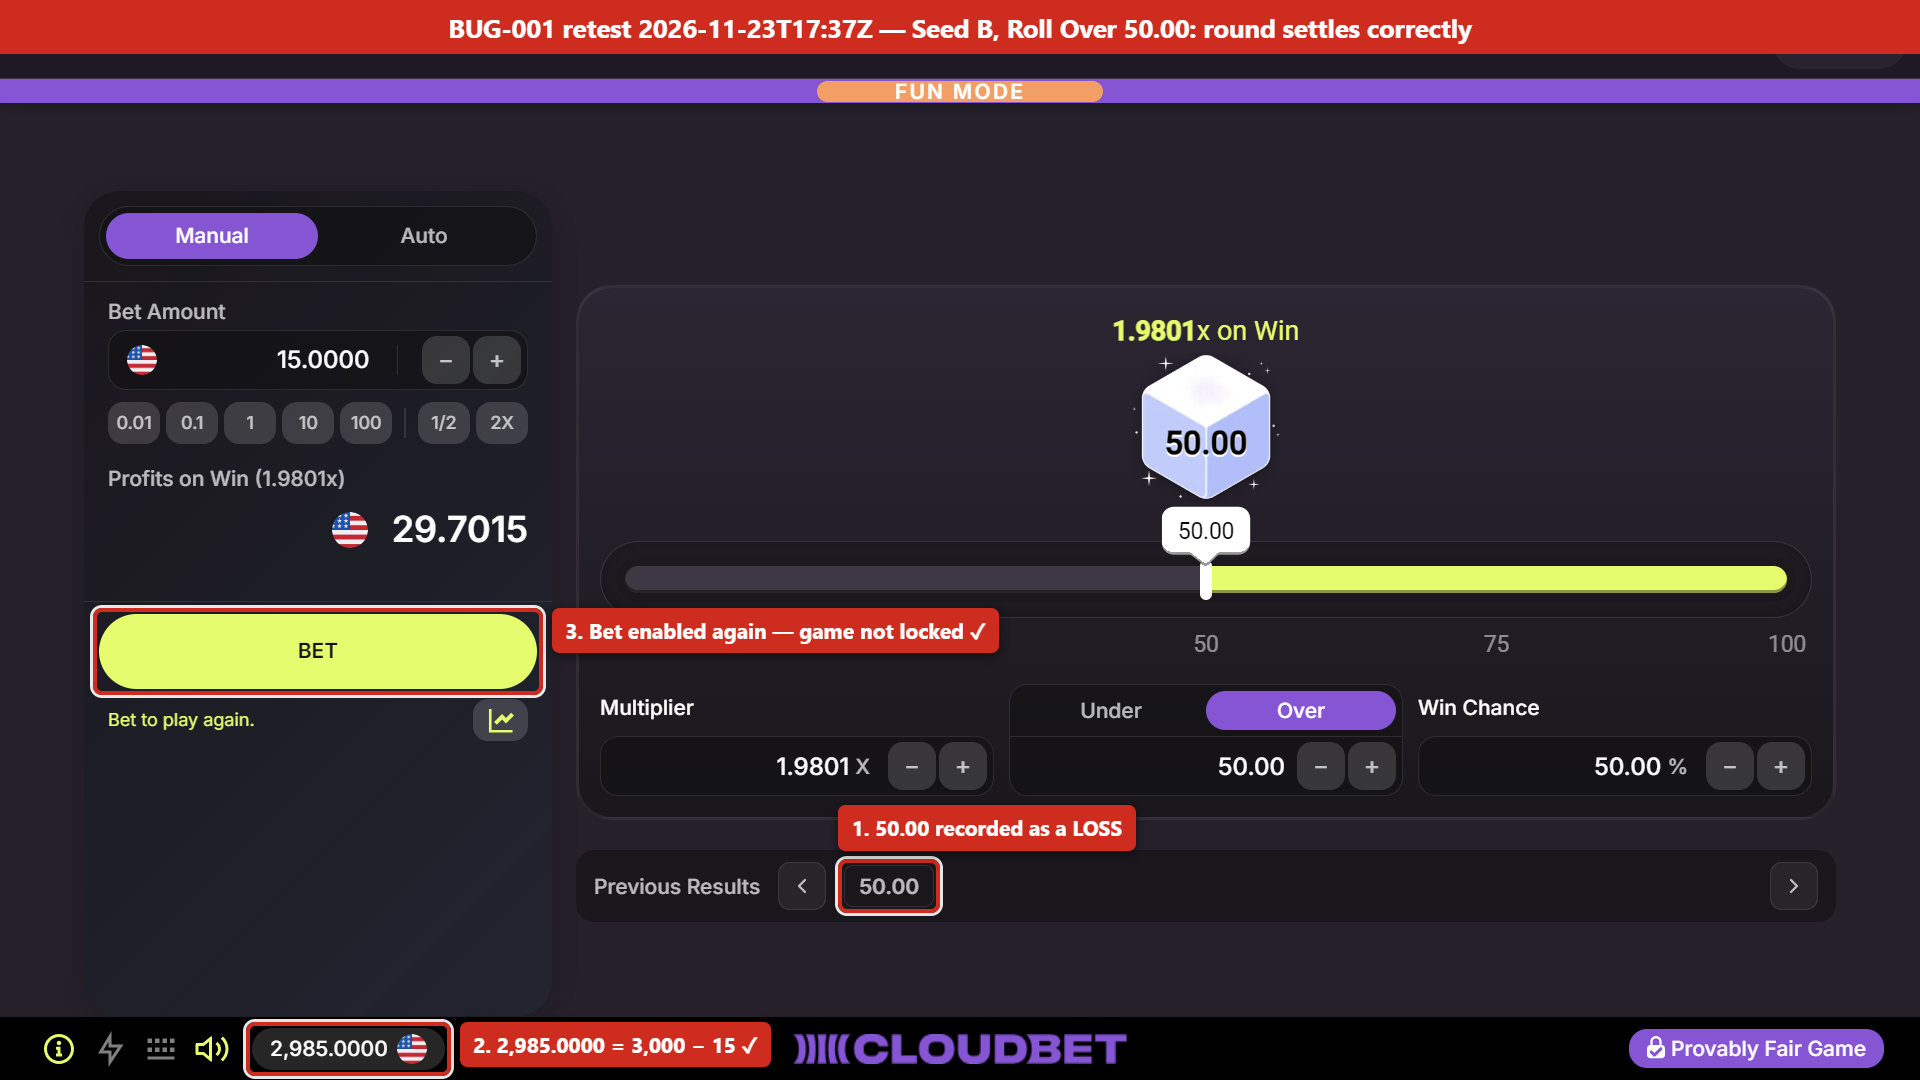 BUG-001 retest 2026-11-23T17:37Z — Seed B, Roll Over 50.00: round settles correctly
FUN MODE
Manual
Auto
Bet Amount
15.0000
−
+
0.01
0.1
1
10
100
1/2
2X
Profits on Win (1.9801x)
29.7015
BET
Bet to play again.
3. Bet enabled again — game not locked ✓
1.9801x on Win
50.00
50.00
50
75
100
Multiplier
1.9801 X
−
+
Under
Over
50.00
−
+
Win Chance
50.00 %
−
+
1. 50.00 recorded as a LOSS
Previous Results
50.00
2,985.0000
2. 2,985.0000 = 3,000 − 15 ✓
CLOUDBET
Provably Fair Game